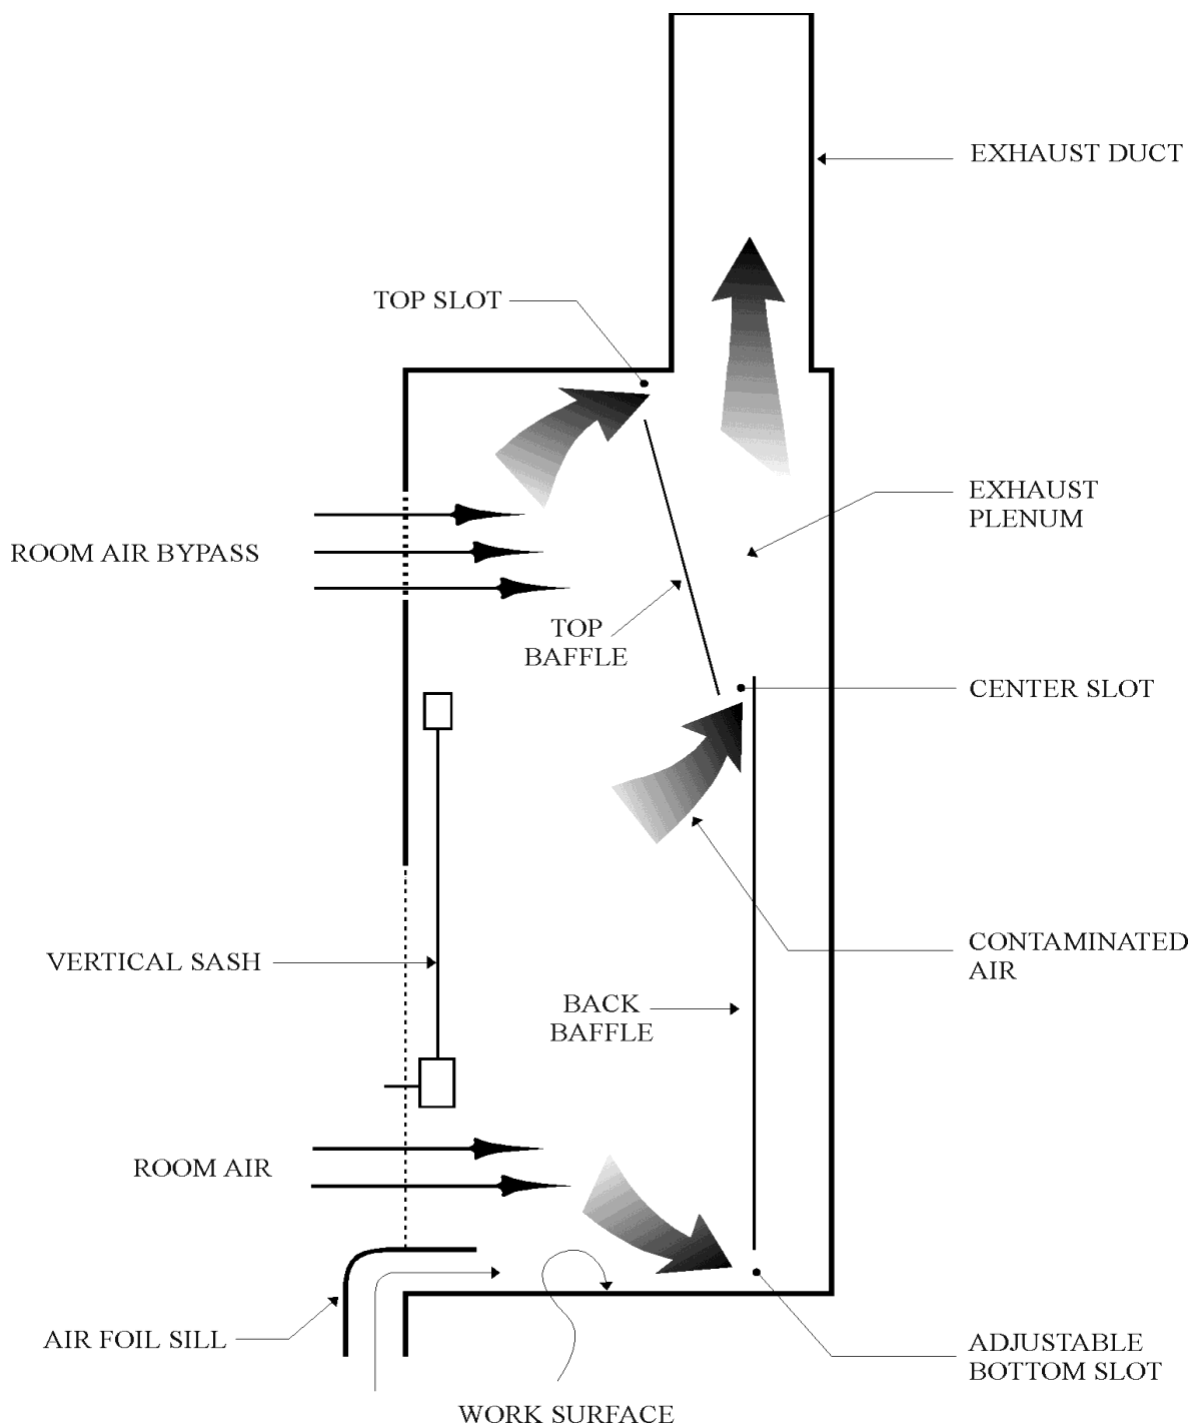 EXHAUST DUCT
TOP SLOT
EXHAUST
PLENUM
ROOM AIR BYPASS
TOP
BAFFLE
CENTER SLOT
CONTAMINATED
AIR
VERTICAL SASH
BACK
BAFFLE
ROOM AIR
AIR FOIL SILL
ADJUSTABLE
BOTTOM SLOT
WORK SURFACE